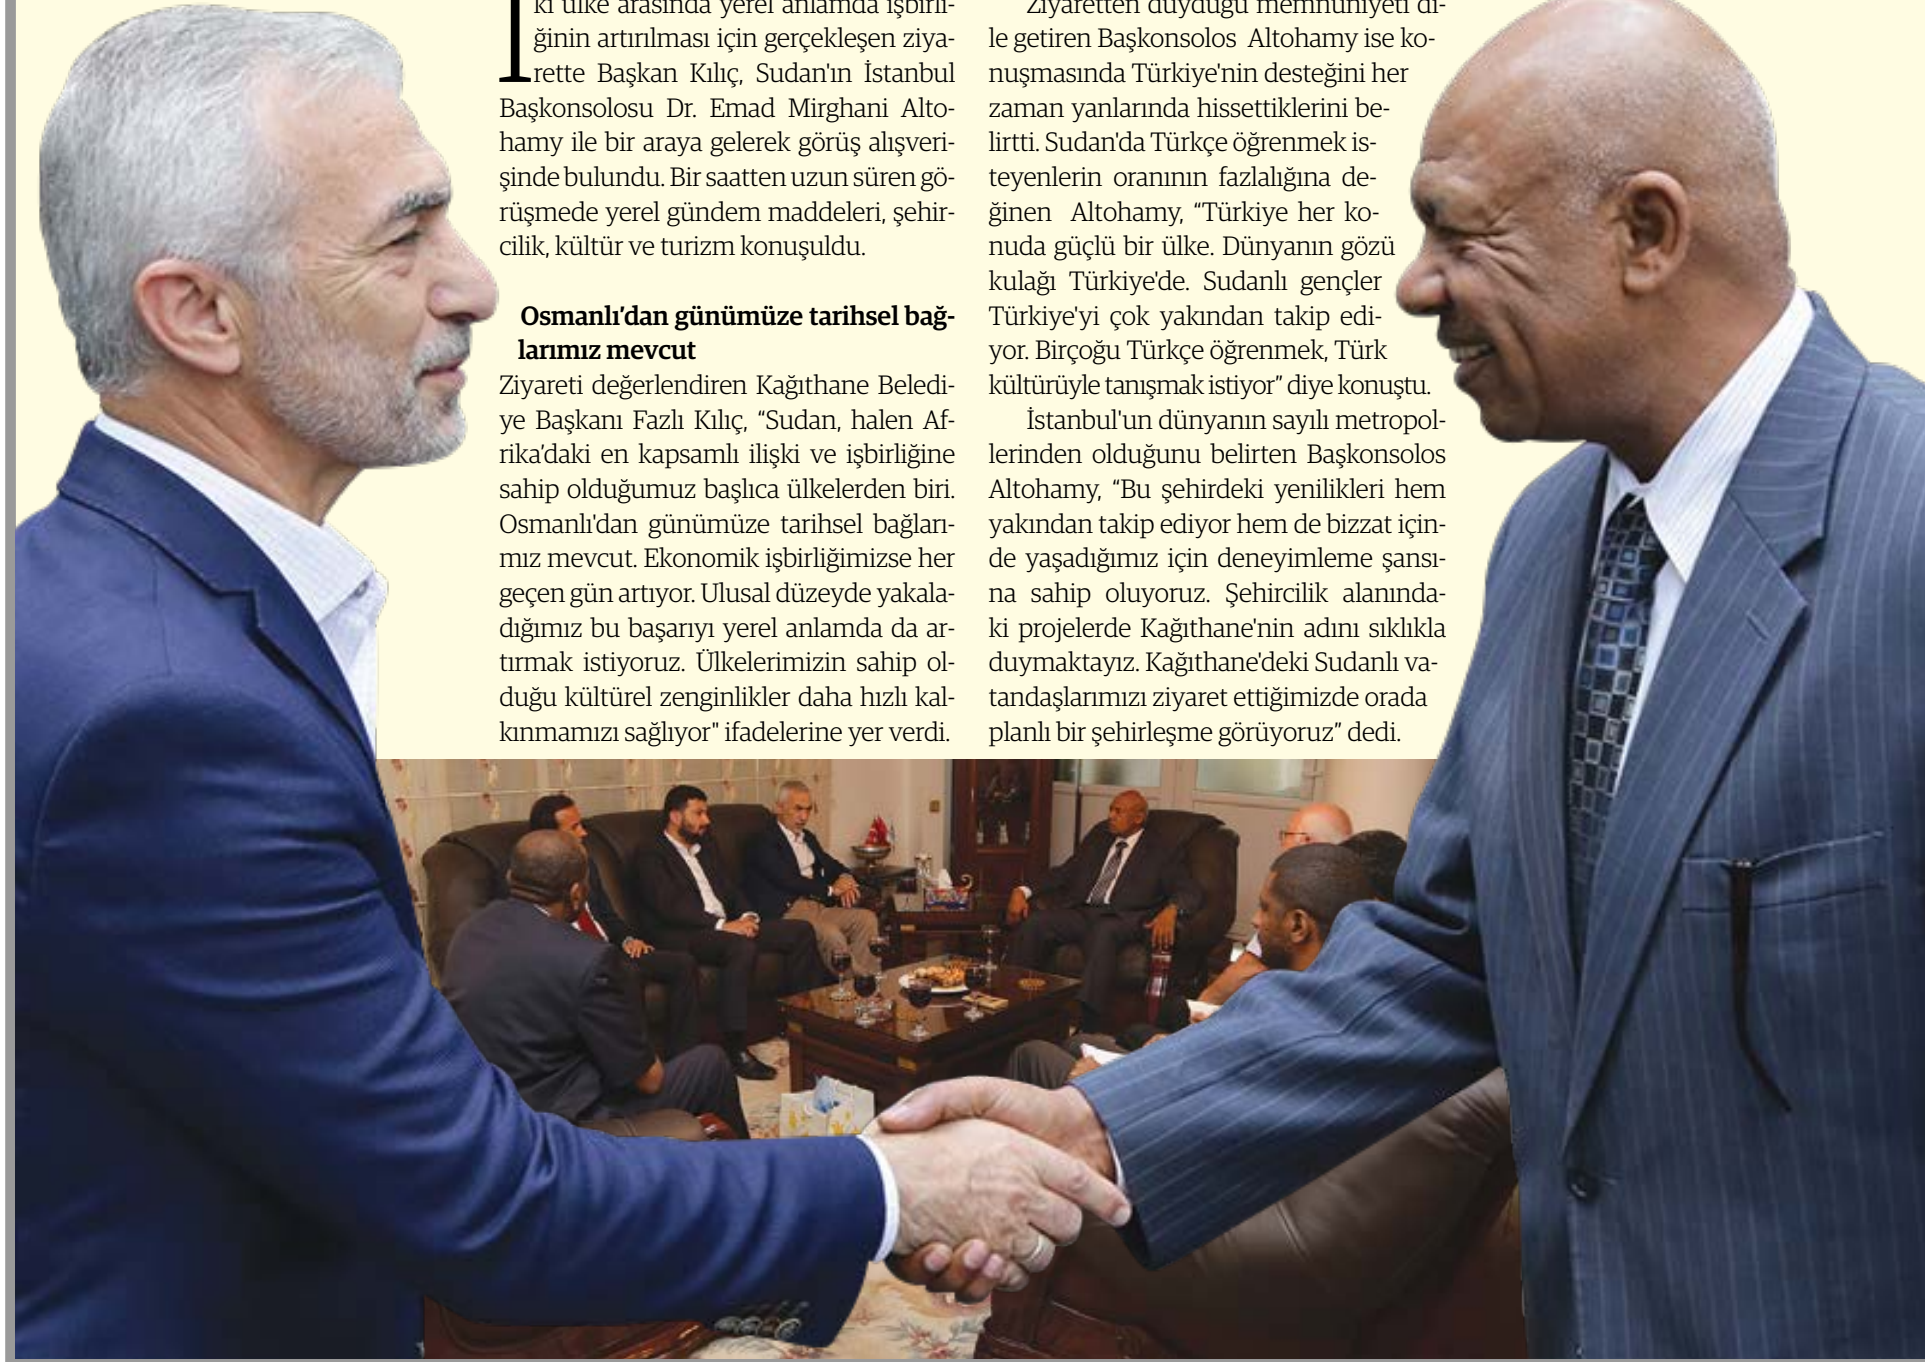 İki ülke arasında yerel anlamda işbirli-
ğinin artırılması için gerçekleşen ziya-
rette Başkan Kılıç, Sudan'ın İstanbul
Başkonsolosu Dr. Emad Mirghani Alto-
hamy ile bir araya gelerek görüş alışveri-
şinde bulundu. Bir saatten uzun süren gö-
rüşmede yerel gündem maddeleri, şehir-
cilik, kültür ve turizm konuşuldu.
Osmanlı’dan günümüze tarihsel bağ-
larımız mevcut
Ziyareti değerlendiren Kağıthane Beledi-
ye Başkanı Fazlı Kılıç, “Sudan, halen Af-
rika’daki en kapsamlı ilişki ve işbirliğine
sahip olduğumuz başlıca ülkelerden biri.
Osmanlı'dan günümüze tarihsel bağları-
mız mevcut. Ekonomik işbirliğimizse her
geçen gün artıyor. Ulusal düzeyde yakala-
dığımız bu başarıyı yerel anlamda da ar-
tırmak istiyoruz. Ülkelerimizin sahip ol-
duğu kültürel zenginlikler daha hızlı kal-
kınmamızı sağlıyor" ifadelerine yer verdi.
Ziyaretten duyduğu memnuniyeti di-
le getiren Başkonsolos Altohamy ise ko-
nuşmasında Türkiye'nin desteğini her
zaman yanlarında hissettiklerini be-
lirtti. Sudan'da Türkçe öğrenmek is-
teyenlerin oranının fazlalığına de-
ğinen Altohamy, “Türkiye her ko-
nuda güçlü bir ülke. Dünyanın gözü
kulağı Türkiye'de. Sudanlı gençler
Türkiye'yi çok yakından takip edi-
yor. Birçoğu Türkçe öğrenmek, Türk
kültürüyle tanışmak istiyor” diye konuştu.
İstanbul'un dünyanın sayılı metropol-
lerinden olduğunu belirten Başkonsolos
Altohamy, “Bu şehirdeki yenilikleri hem
yakından takip ediyor hem de bizzat için-
de yaşadığımız için deneyimleme şansı-
na sahip oluyoruz. Şehircilik alanında-
ki projelerde Kağıthane'nin adını sıklıkla
duymaktayız. Kağıthane'deki Sudanlı va-
tandaşlarımızı ziyaret ettiğimizde orada
planlı bir şehirleşme görüyoruz” dedi.